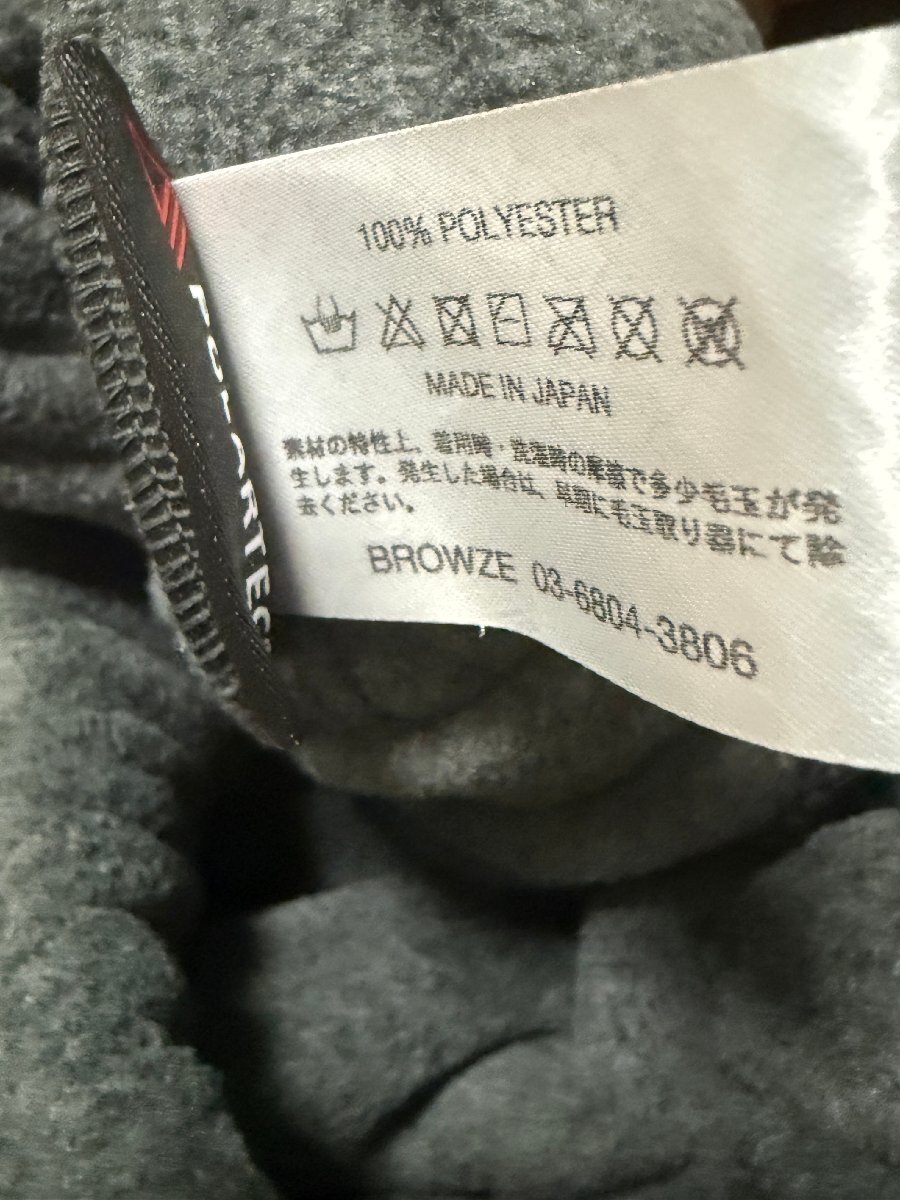 POLARTEC
100% POLYESTER
MADE IN JAPAN
素材の特性上、着用時・洗濯時の摩擦で多少毛玉が発
生します。発生した場合は、早期に毛玉取り器にて除
去ください。
BROWZE 03-6804-3806